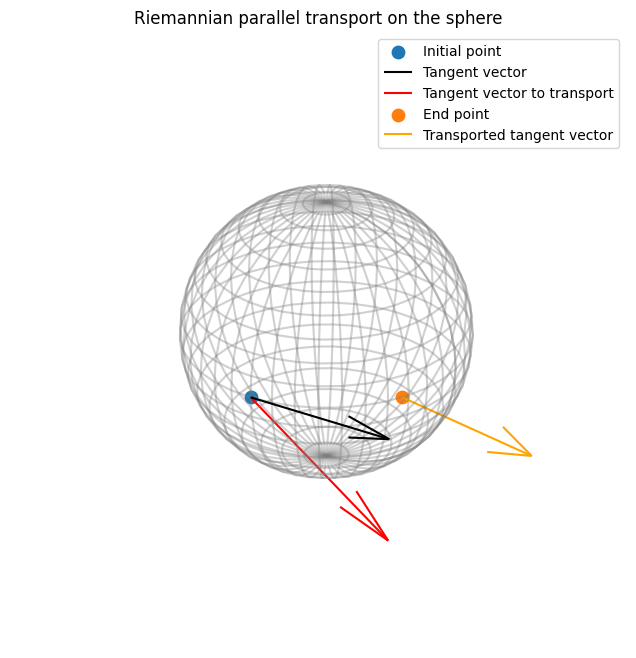 Riemannian parallel transport on the sphere
Initial point
Tangent vector
Tangent vector to transport
End point
Transported tangent vector